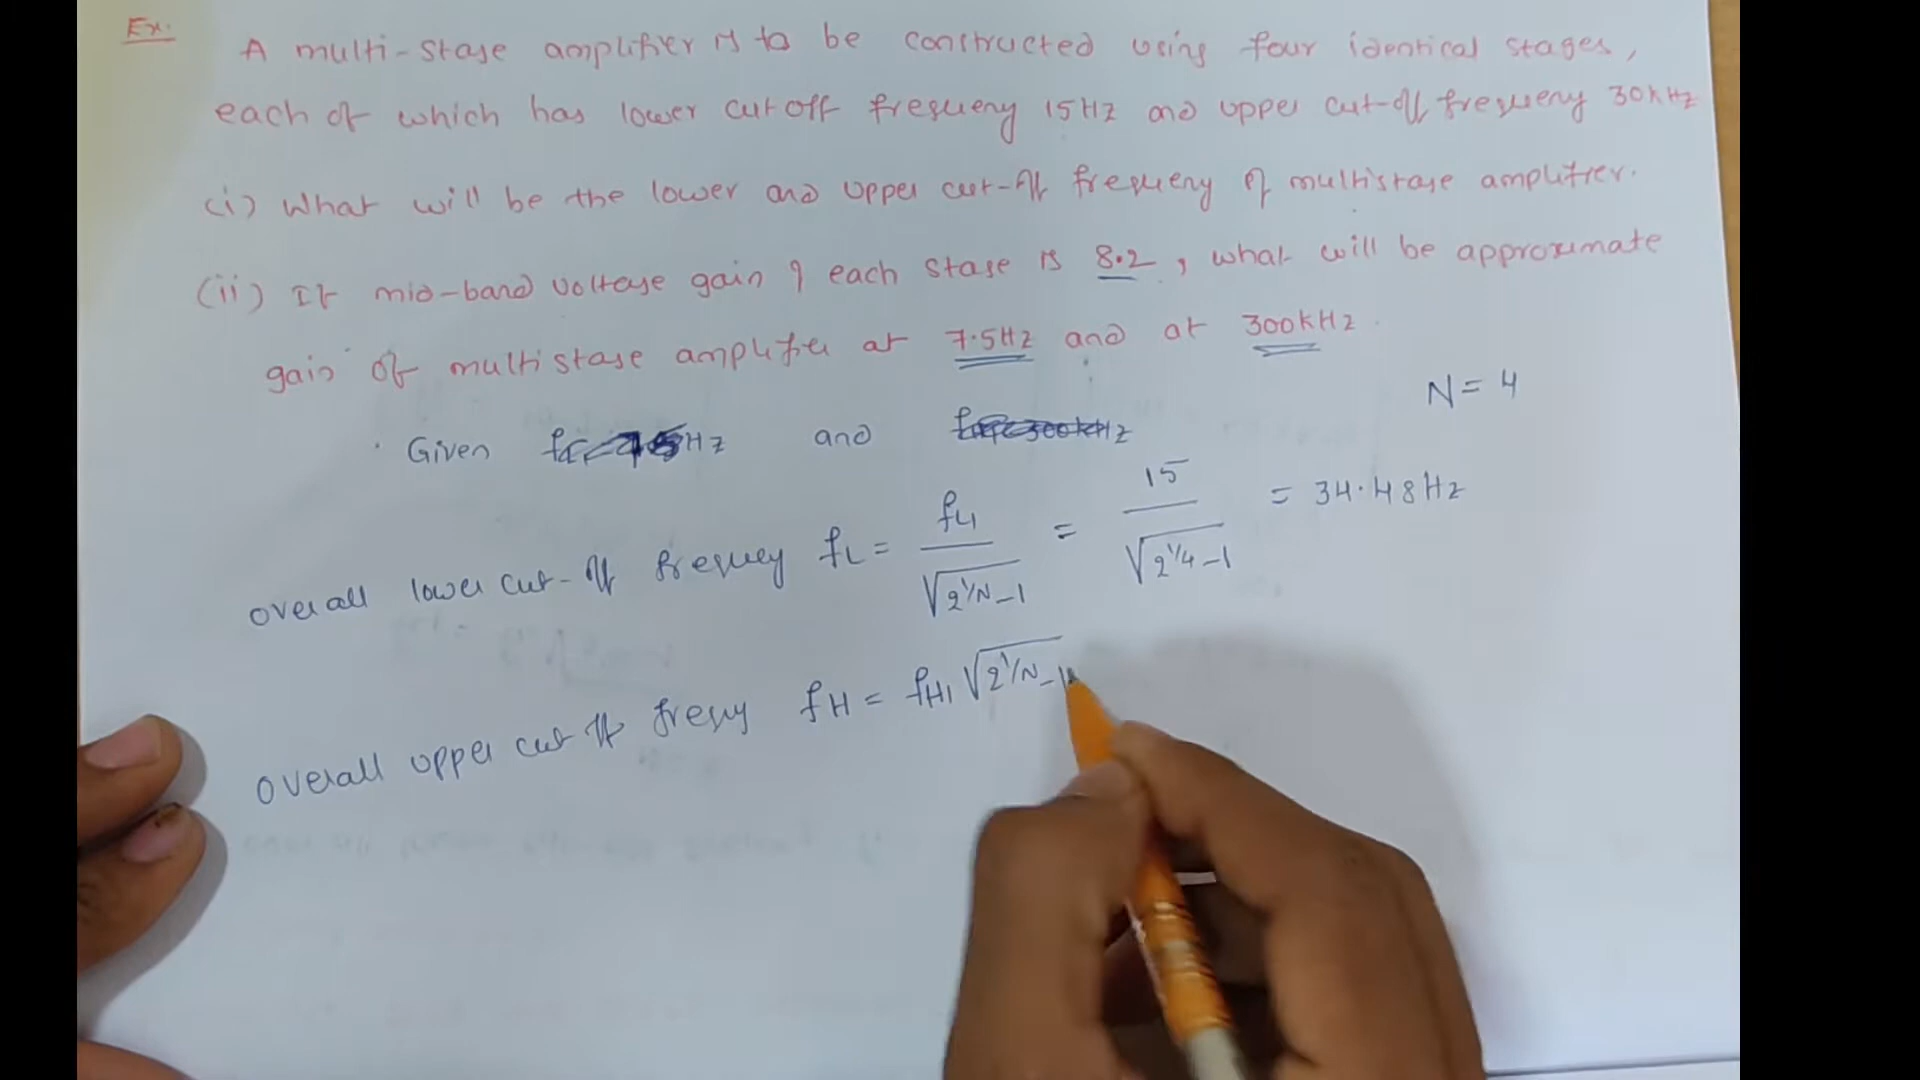 Ex.
A multi-stage amplifier is to be constructed using four identical stages,
each of which has lower cut off frequency 15Hz and upper cut-off frequency 30kHz
(i) What will be the lower and upper cut-off frequency of multistage amplifier.
(ii) If mid-band voltage gain of each stage is 8.2, what will be approximate
gain of multistage amplifier at 7.5Hz and at 300kHz.
N = 4
Given Hz and
overall lower cut-off frequency fL = fL1 / √2^1/N-1 = 15 / √2^1/4-1 = 34.48Hz
overall upper cut off frequy fH = fH1 √2^1/N-1